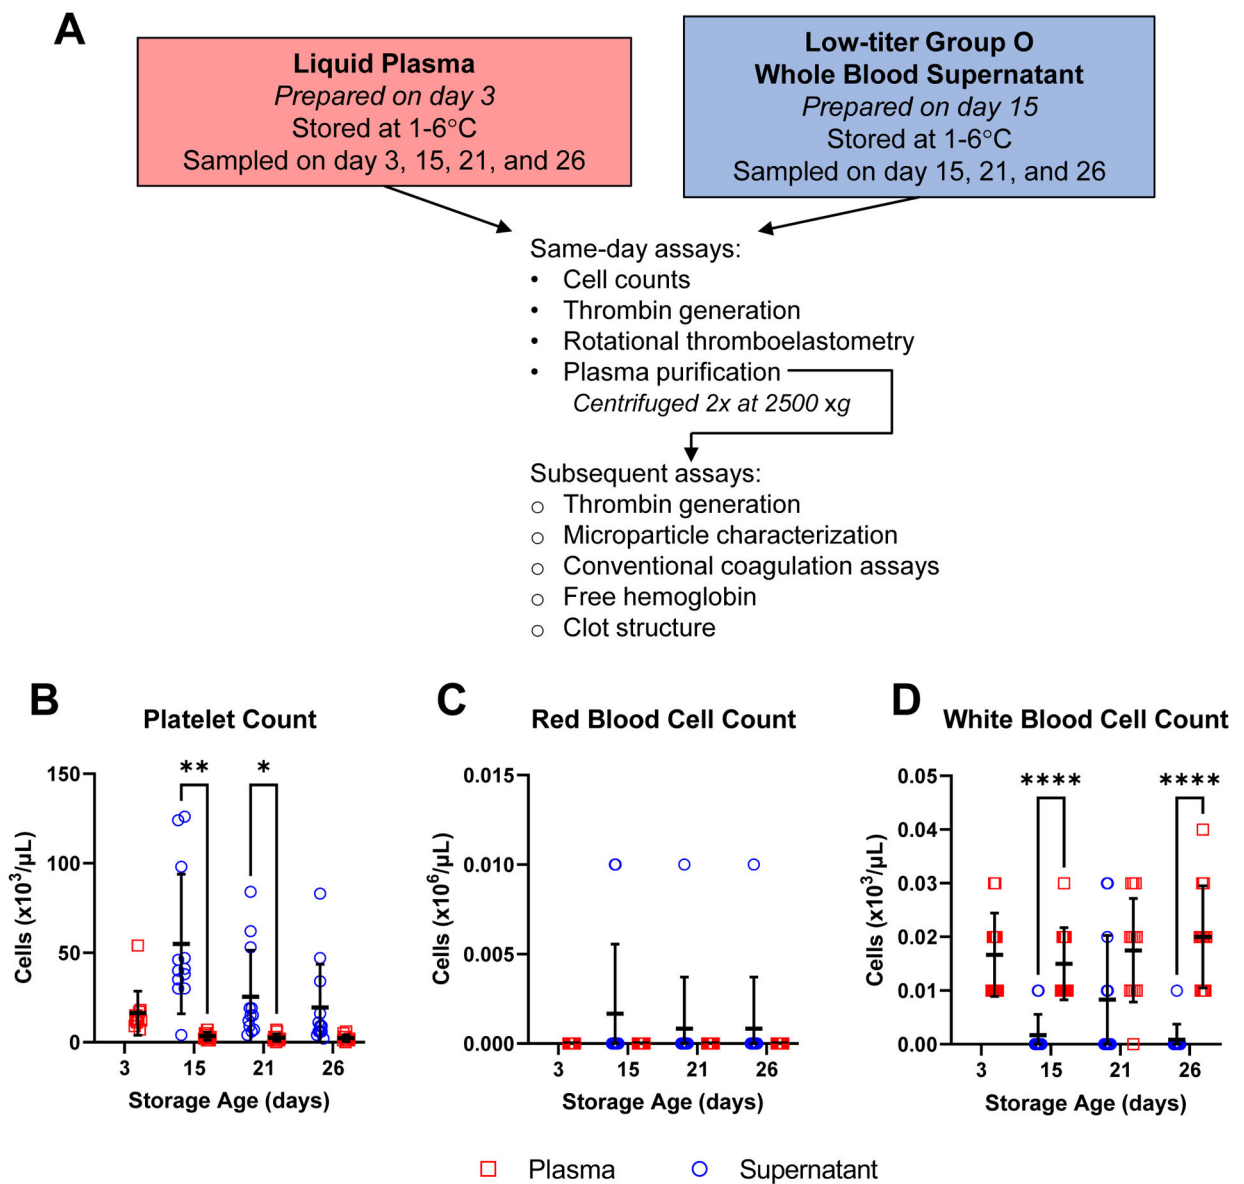 A
Liquid Plasma
Prepared on day 3
Stored at 1-6°C
Sampled on day 3, 15, 21, and 26
Low-titer Group O
Whole Blood Supernatant
Prepared on day 15
Stored at 1-6°C
Sampled on day 15, 21, and 26
Same-day assays:
• Cell counts
• Thrombin generation
• Rotational thromboelastometry
• Plasma purification
Centrifuged 2x at 2500 xg
Subsequent assays:
○ Thrombin generation
○ Microparticle characterization
○ Conventional coagulation assays
○ Free hemoglobin
○ Clot structure
B
Platelet Count
Cells (x10³/µL)
150
100
50
0
** *
3 15 21 26
Storage Age (days)
C
Red Blood Cell Count
Cells (x10⁶/µL)
0.015
0.010
0.005
0.000
3 15 21 26
Storage Age (days)
D
White Blood Cell Count
Cells (x10³/µL)
0.05
0.04
0.03
0.02
0.01
0.00
**** ****
3 15 21 26
Storage Age (days)
Plasma Supernatant